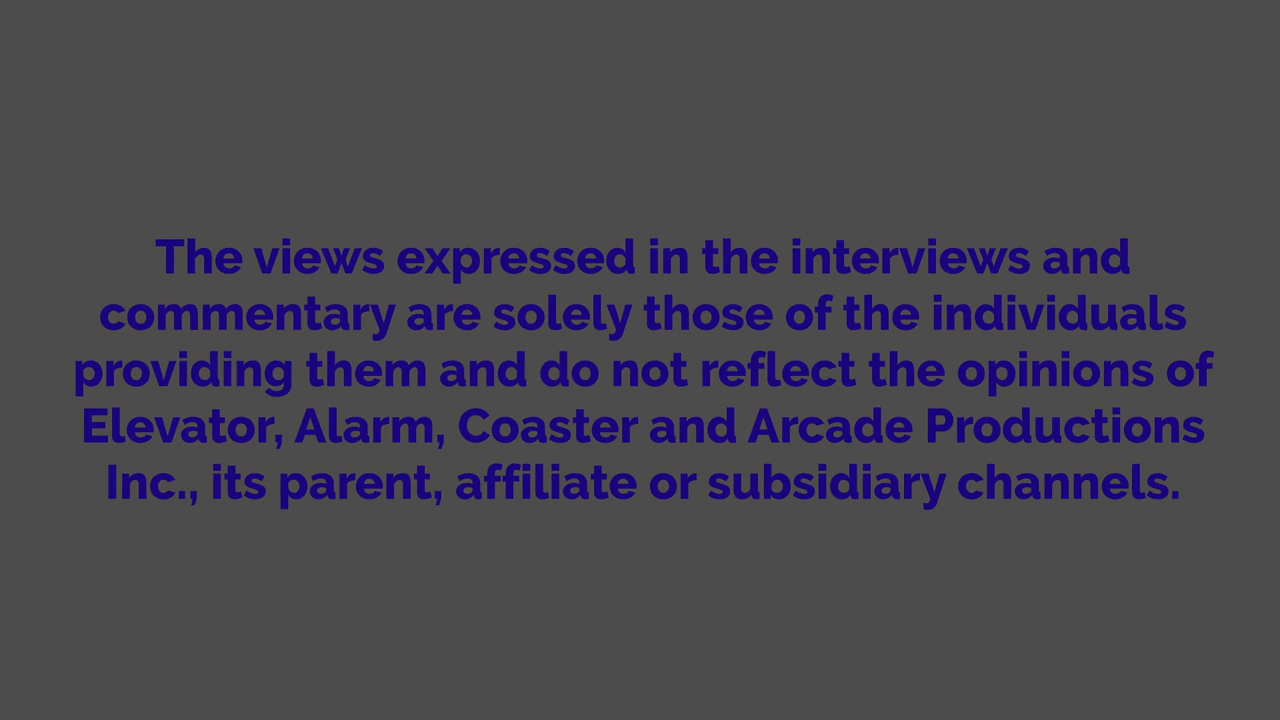 The views expressed in the interviews and
commentary are solely those of the individuals
providing them and do not reflect the opinions of
Elevator, Alarm, Coaster and Arcade Productions
Inc., its parent, affiliate or subsidiary channels.